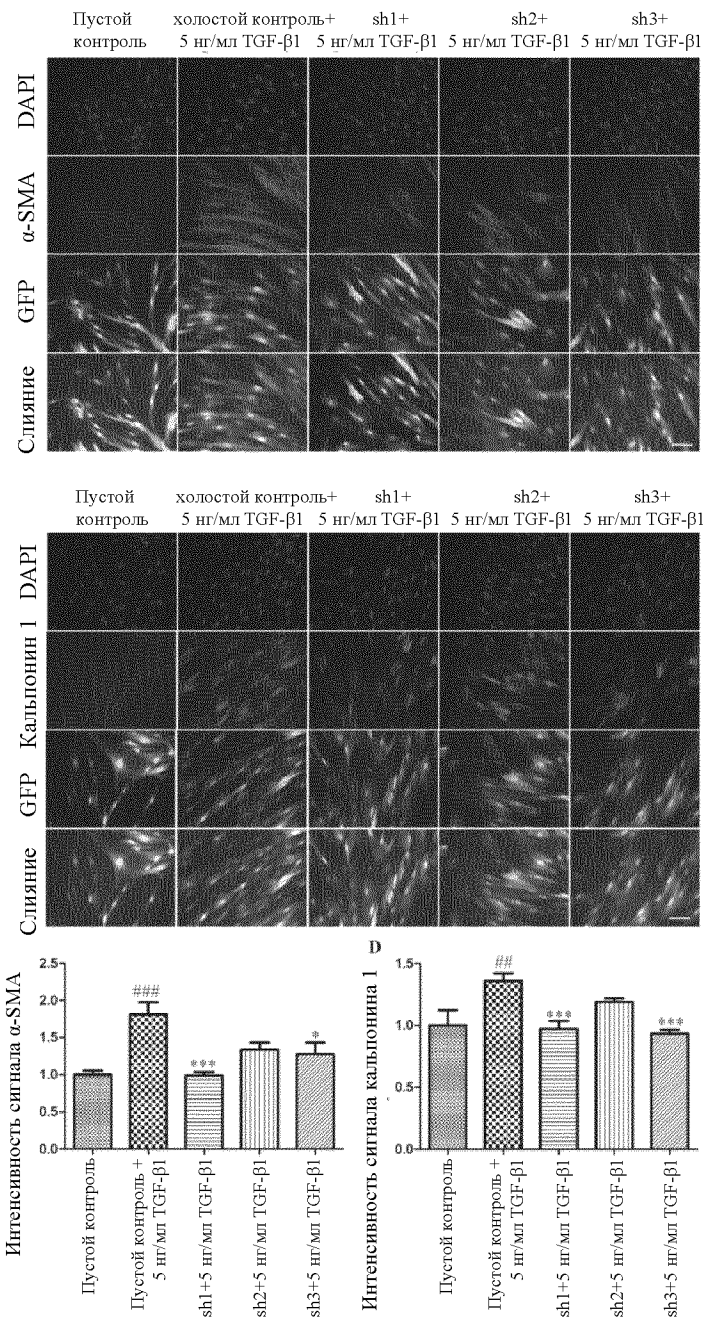 Пустой контроль
холостой контроль+ 5 нг/мл TGF-β1
sh1+ 5 нг/мл TGF-β1
sh2+ 5 нг/мл TGF-β1
sh3+ 5 нг/мл TGF-β1
DAPI
α-SMA
GFP
Слияние
Пустой контроль
холостой контроль+ 5 нг/мл TGF-β1
sh1+ 5 нг/мл TGF-β1
sh2+ 5 нг/мл TGF-β1
sh3+ 5 нг/мл TGF-β1
DAPI
Кальпонин 1
GFP
Слияние
Интенсивность сигнала α-SMA
2.5
2.0
1.5
1.0
0.5
0.0
###
***
*
Пустой контроль
Пустой контроль + 5 нг/мл TGF-β1
sh1+5 нг/мл TGF-β1
sh2+5 нг/мл TGF-β1
sh3+5 нг/мл TGF-β1
D
Интенсивность сигнала кальпонина 1
1.5
1.0
0.5
0.0
##
***
***
Пустой контроль
Пустой контроль + 5 нг/мл TGF-β1
sh1+5 нг/мл TGF-β1
sh2+5 нг/мл TGF-β1
sh3+5 нг/мл TGF-β1